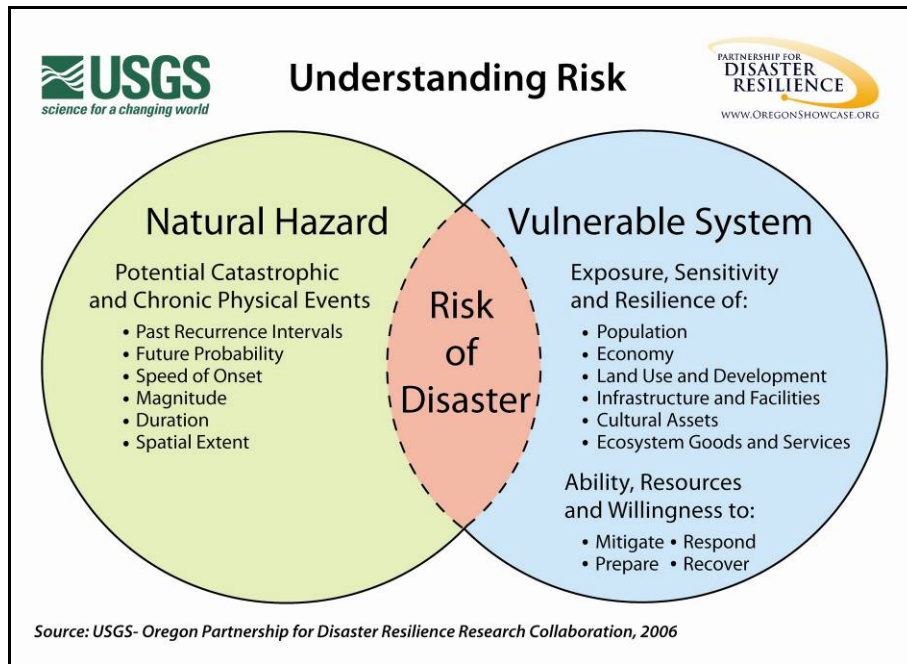 USGS
science for a changing world
Understanding Risk
PARTNERSHIP FOR
DISASTER
RESILIENCE
WWW.OREGONSHOWCASE.ORG
Natural Hazard
Potential Catastrophic
and Chronic Physical Events
• Past Recurrence Intervals
• Future Probability
• Speed of Onset
• Magnitude
• Duration
• Spatial Extent
Risk
of
Disaster
Vulnerable System
Exposure, Sensitivity
and Resilience of:
• Population
• Economy
• Land Use and Development
• Infrastructure and Facilities
• Cultural Assets
• Ecosystem Goods and Services
Ability, Resources
and Willingness to:
• Mitigate • Respond
• Prepare • Recover
Source: USGS- Oregon Partnership for Disaster Resilience Research Collaboration, 2006